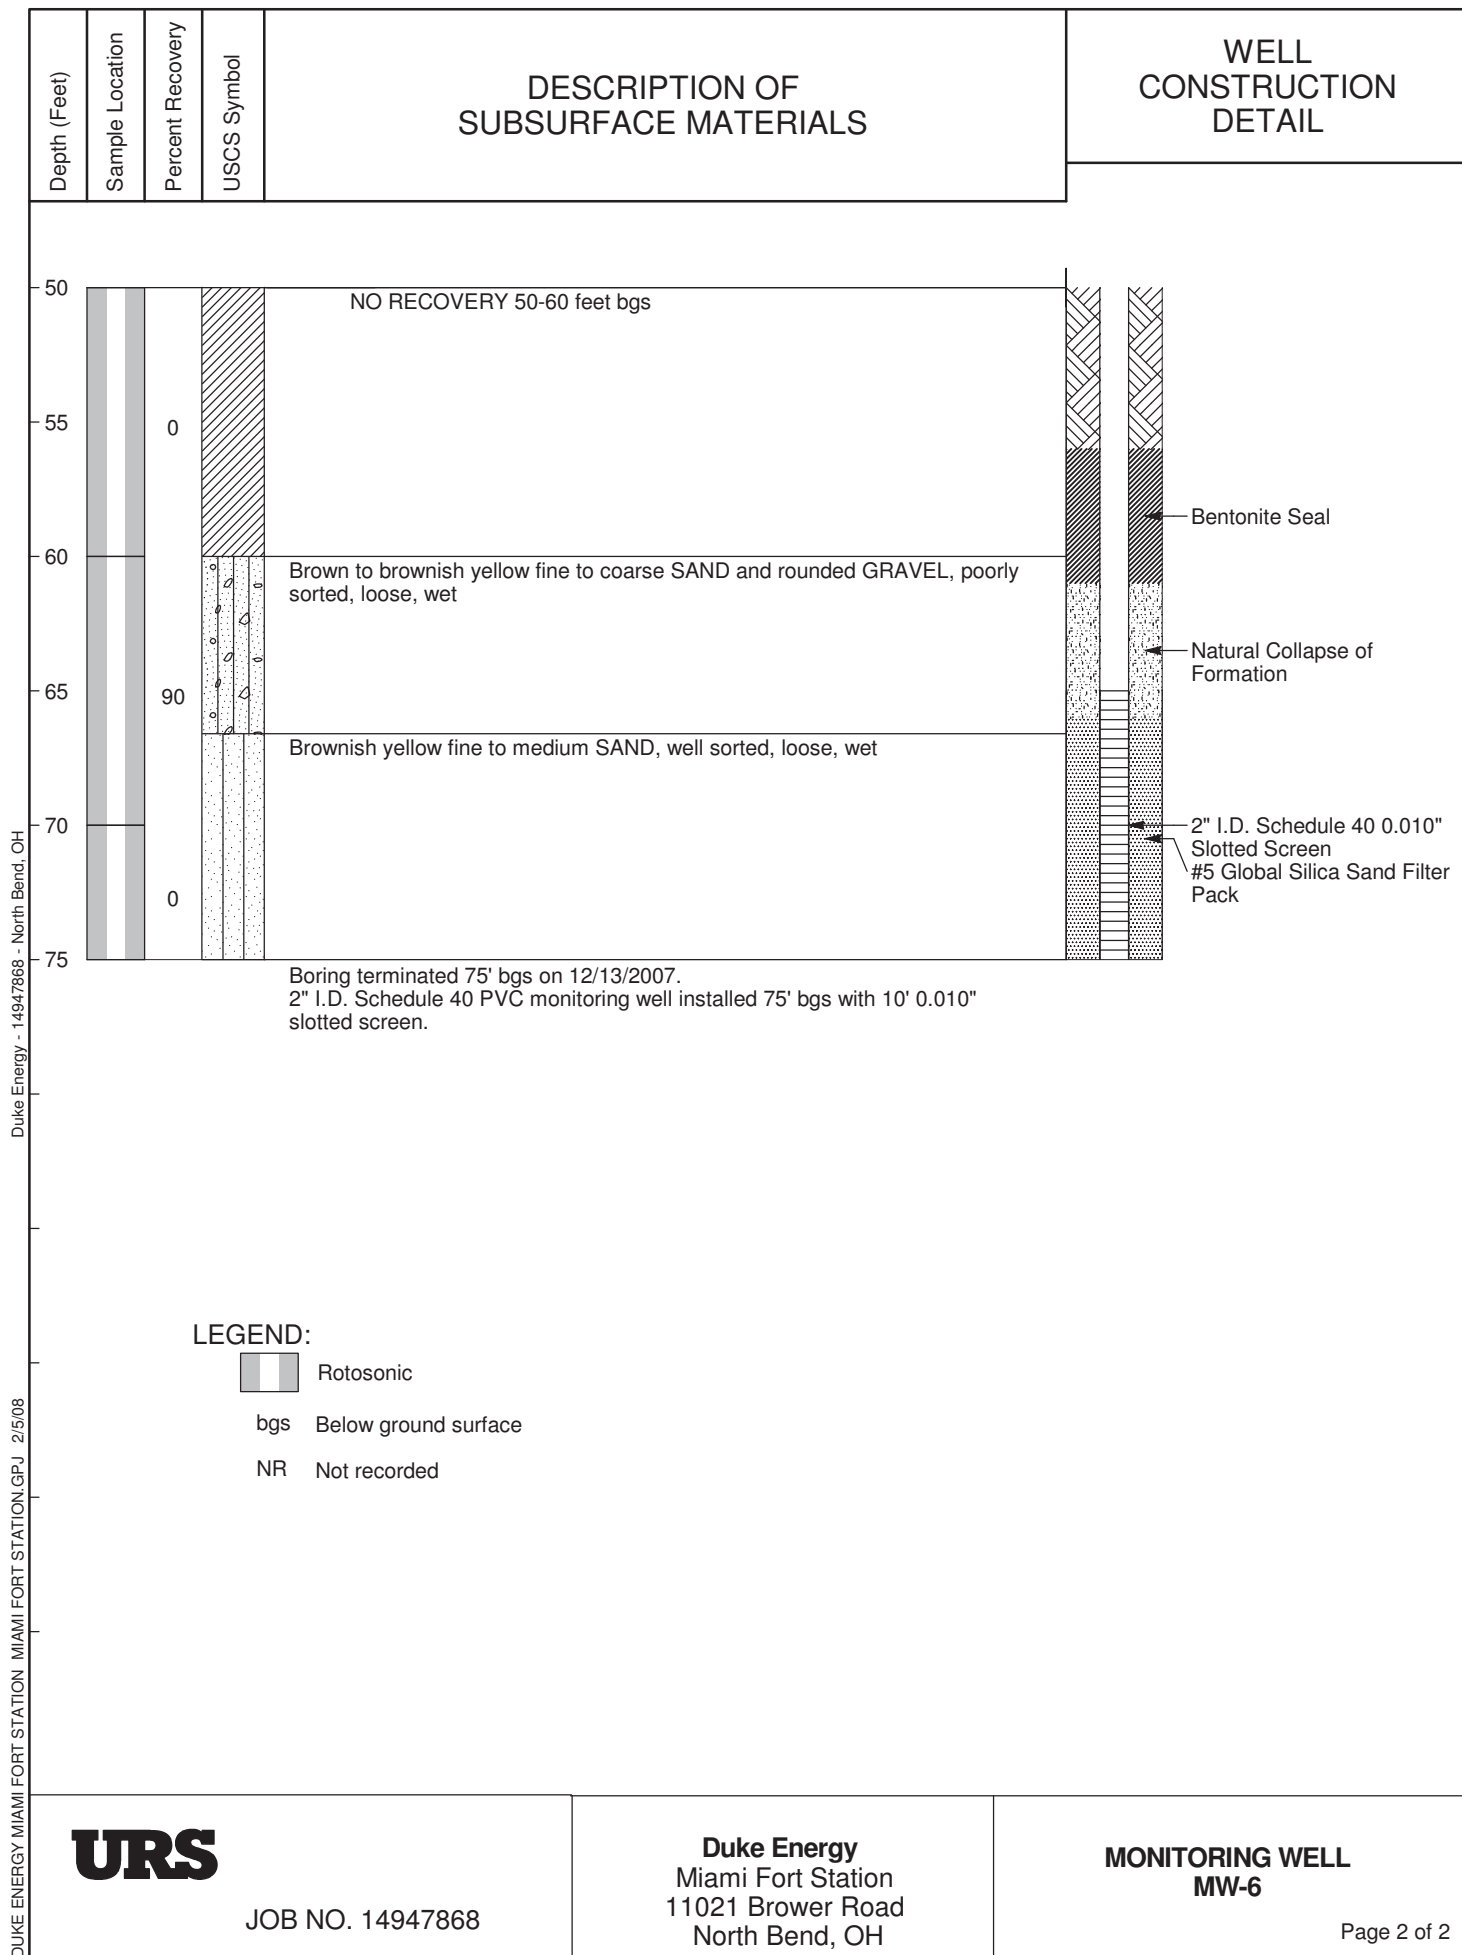 Depth (Feet)
Sample Location
Percent Recovery
USCS Symbol
DESCRIPTION OF
SUBSURFACE MATERIALS
WELL
CONSTRUCTION
DETAIL
50
NO RECOVERY 50-60 feet bgs
55
0
Bentonite Seal
60
Brown to brownish yellow fine to coarse SAND and rounded GRAVEL, poorly
sorted, loose, wet
Natural Collapse of
Formation
65
90
Brownish yellow fine to medium SAND, well sorted, loose, wet
70
2" I.D. Schedule 40 0.010"
Slotted Screen
#5 Global Silica Sand Filter
Pack
0
75
Boring terminated 75' bgs on 12/13/2007.
2" I.D. Schedule 40 PVC monitoring well installed 75' bgs with 10' 0.010"
slotted screen.
LEGEND:
Rotosonic
bgs Below ground surface
NR Not recorded
Duke Energy - 14947868 - North Bend, OH
DUKE ENERGY MIAMI FORT STATION MIAMI FORT STATION.GPJ 2/5/08
URS
JOB NO. 14947868
Duke Energy
Miami Fort Station
11021 Brower Road
North Bend, OH
MONITORING WELL
MW-6
Page 2 of 2